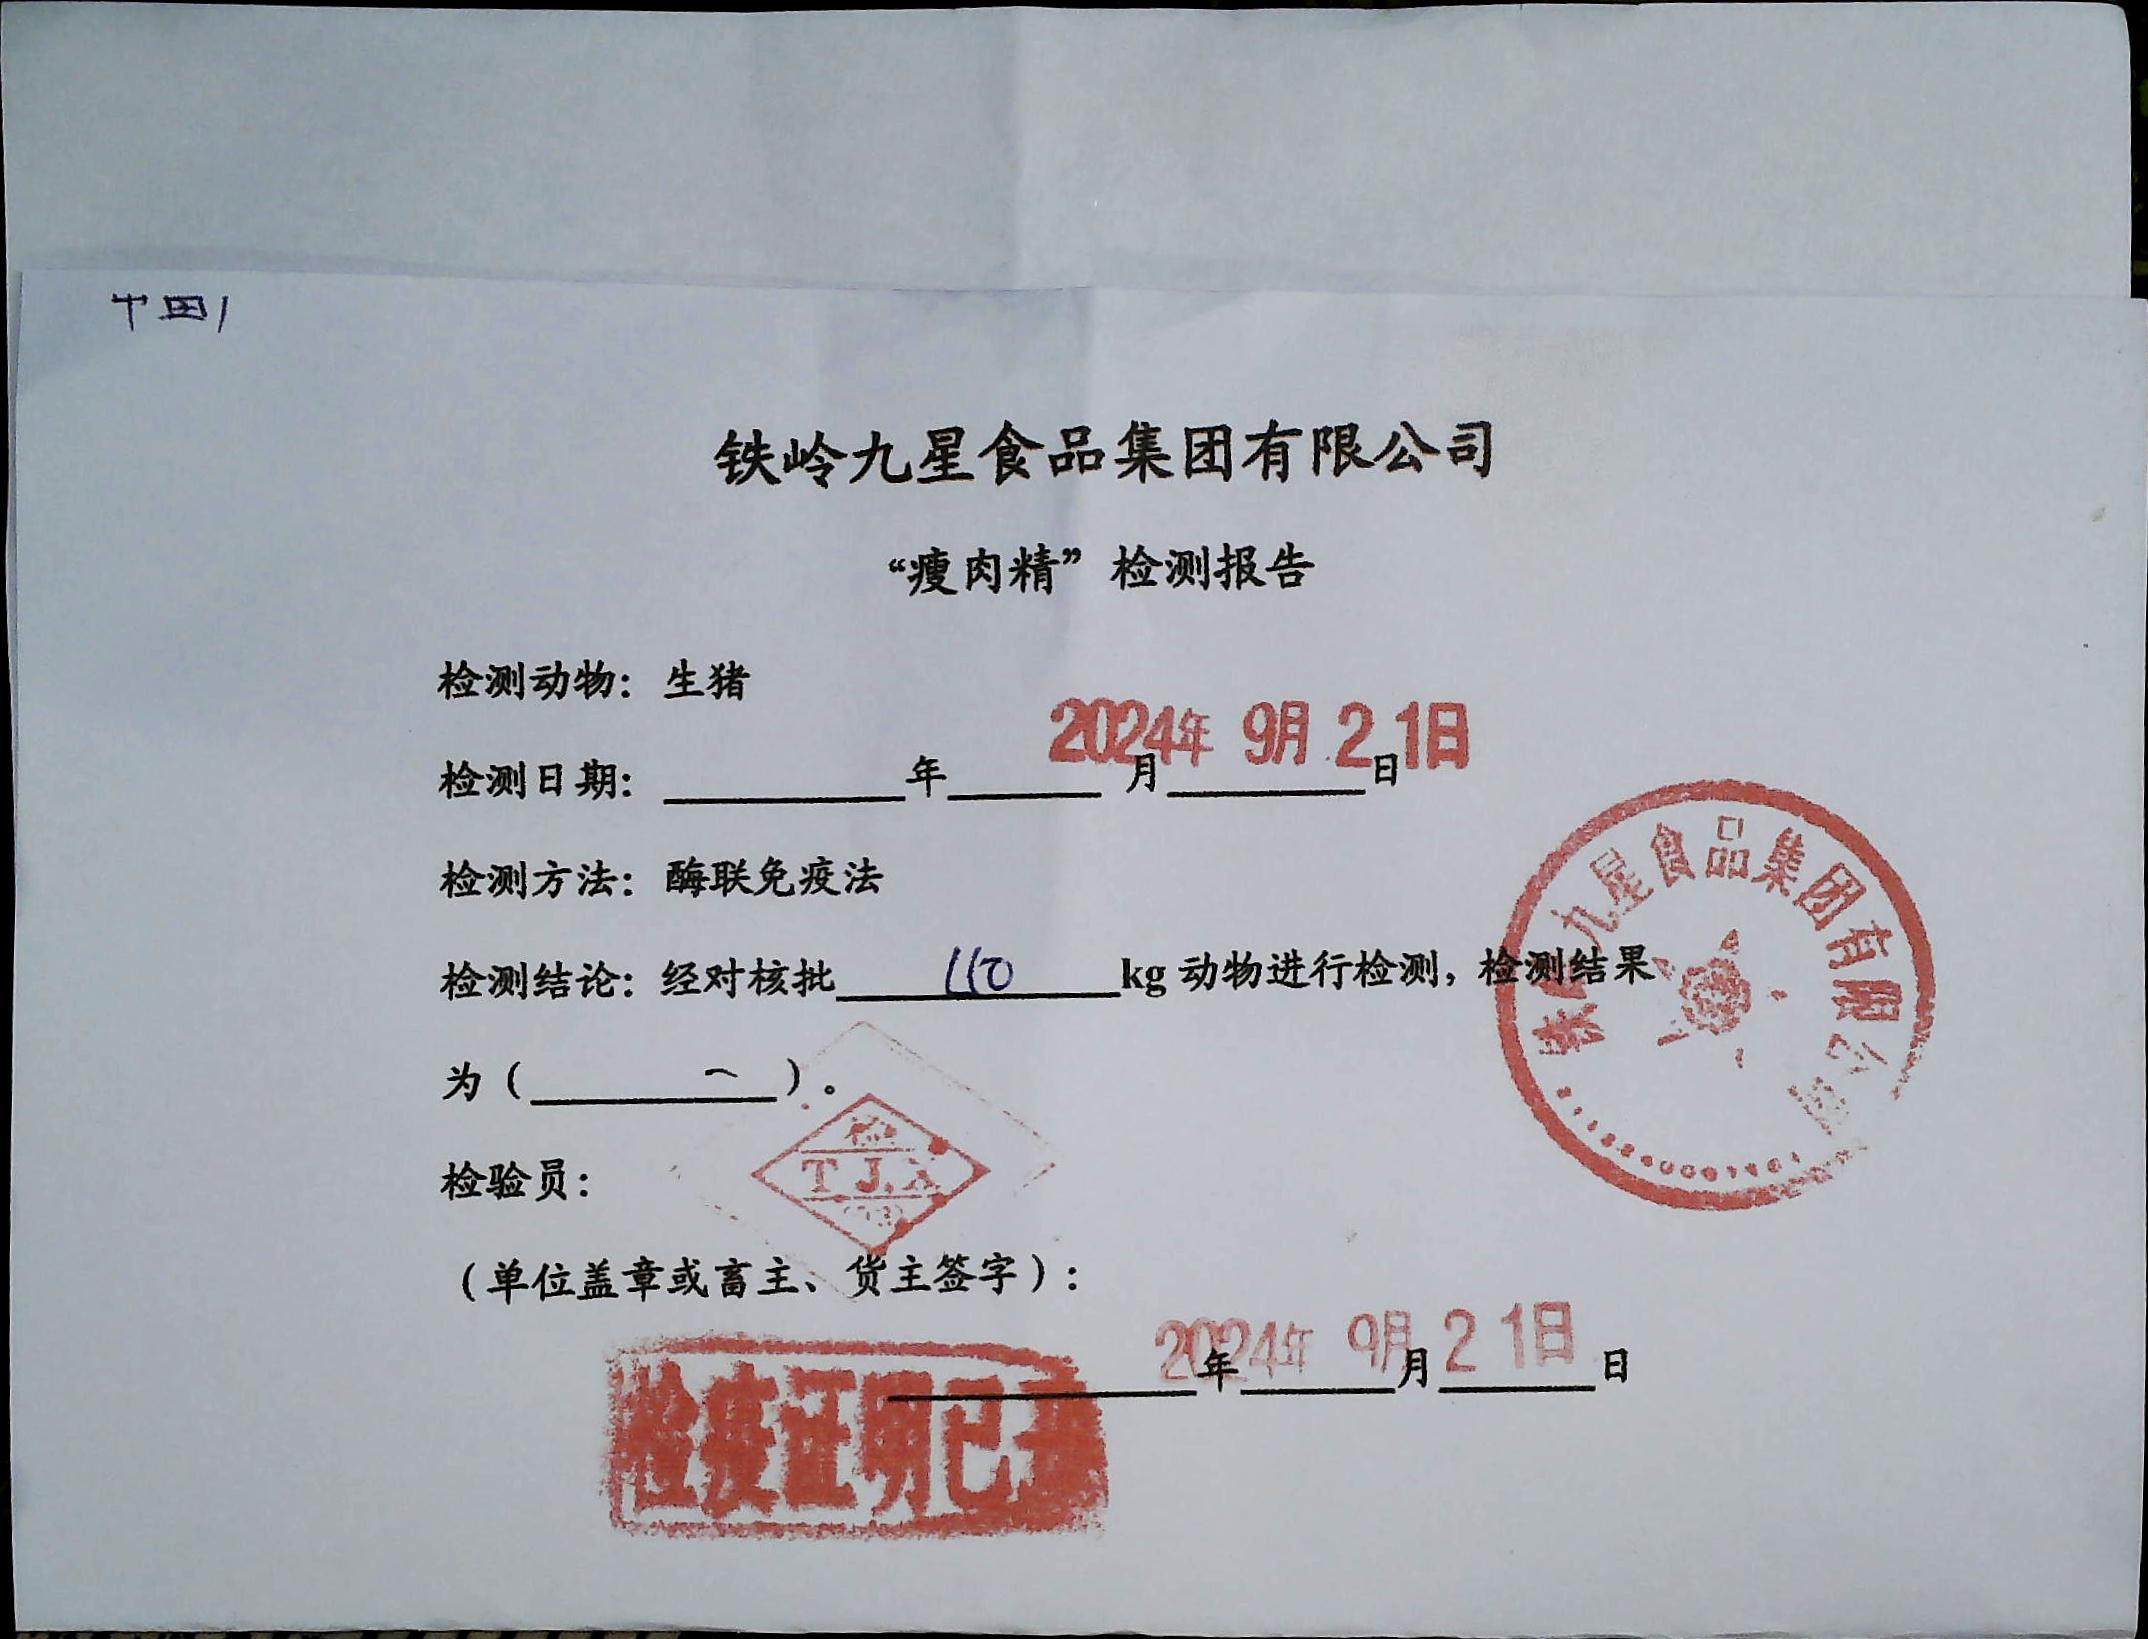 铁岭九星食品集团有限公司
“瘦肉精”检测报告
检测动物：生猪
检测日期： 年 月 日
2024年 9月 21日
检测方法：酶联免疫法
检测结论：经对核批 110 kg 动物进行检测，检测结果
为（ 一 ）。
检验员：
T.J.X
（单位盖章或畜主、货主签字）：
年 月 日
2024年 9月 21日
检疫证明已
九星食品集团有限公司